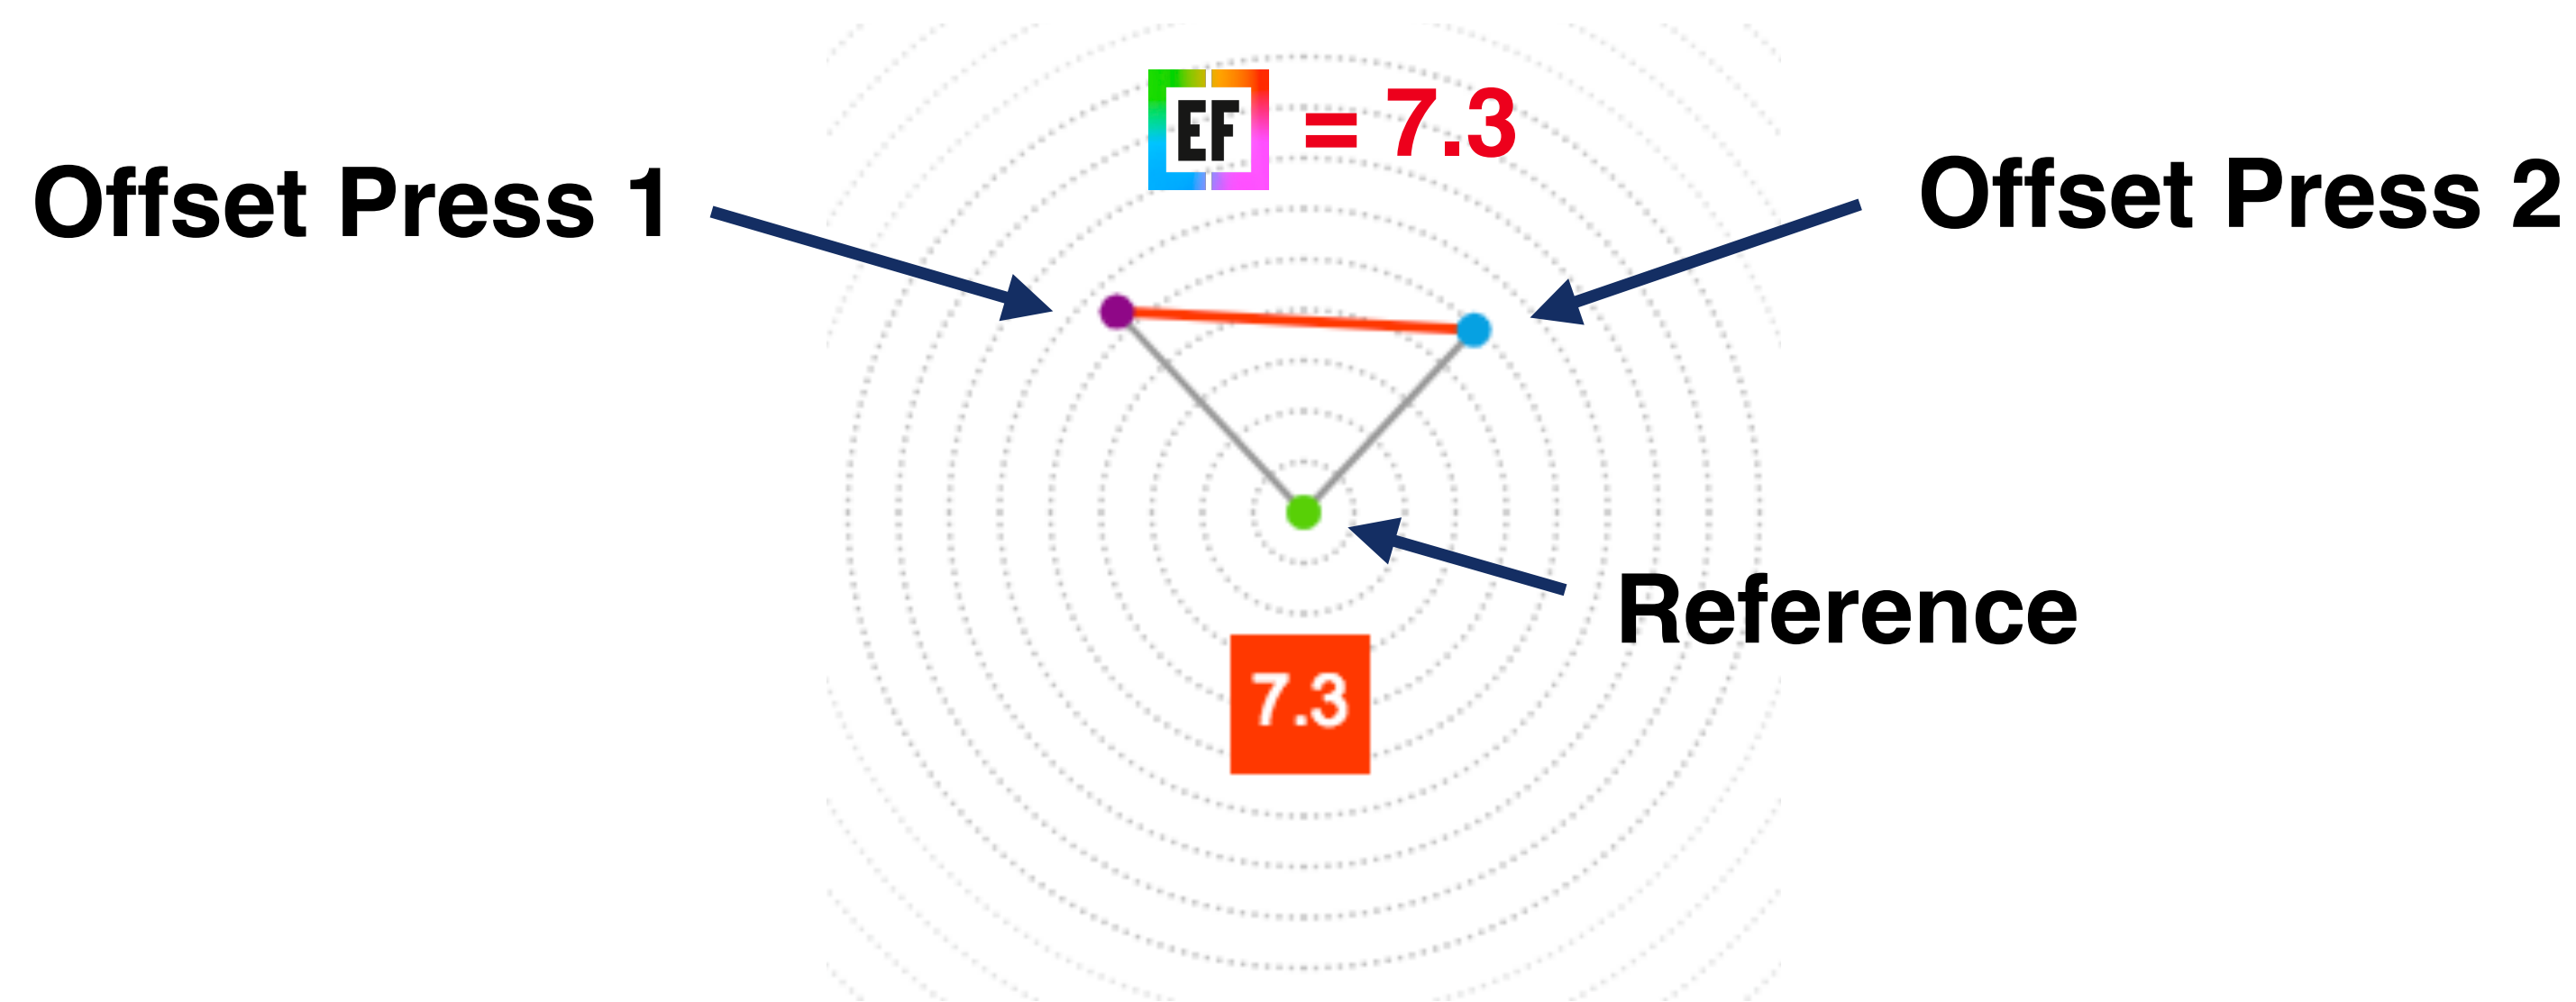 EF = 7.3
Offset Press 1
Offset Press 2
Reference
7.3